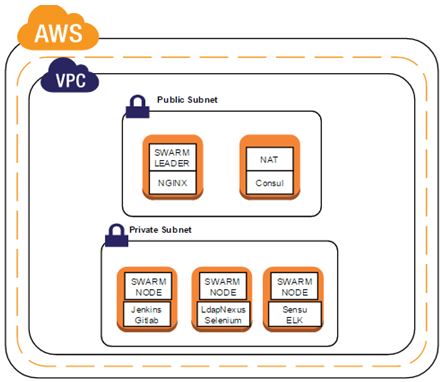 AWS
VPC
Public Subnet
SWARM
LEADER
NGINX
NAT
Consul
Private Subnet
SWARM
NODE
Jenkins
Gitlab
SWARM
NODE
LdapNexus
Selenium
SWARM
NODE
Sensu
ELK